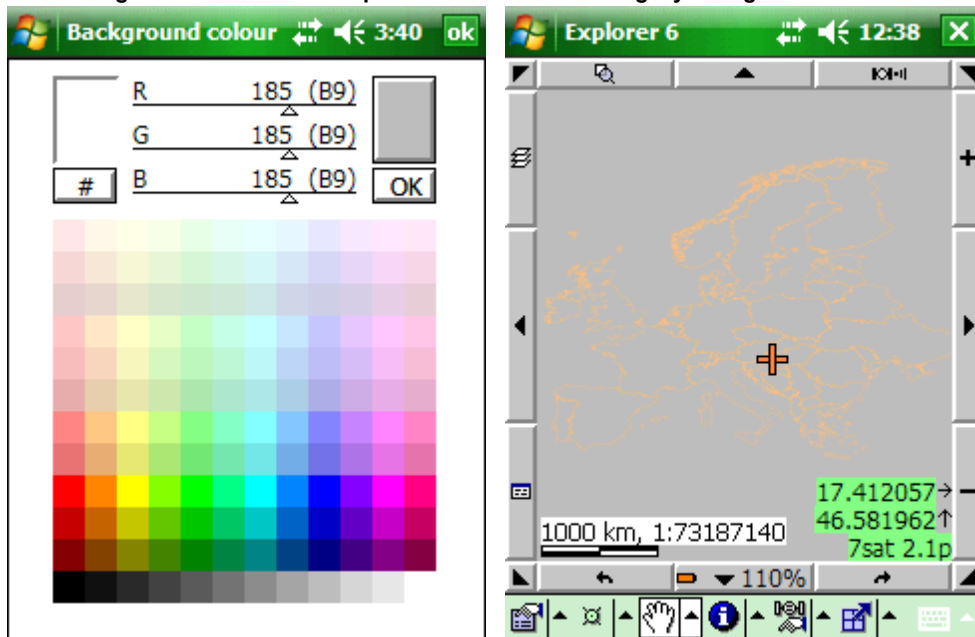 Background colour 3:40 ok
R 185 (B9)
G 185 (B9)
B 185 (B9)
# OK
Explorer 6 12:38
17.412057→
46.581962↑
1000 km, 1:73187140
7sat 2.1p
110%